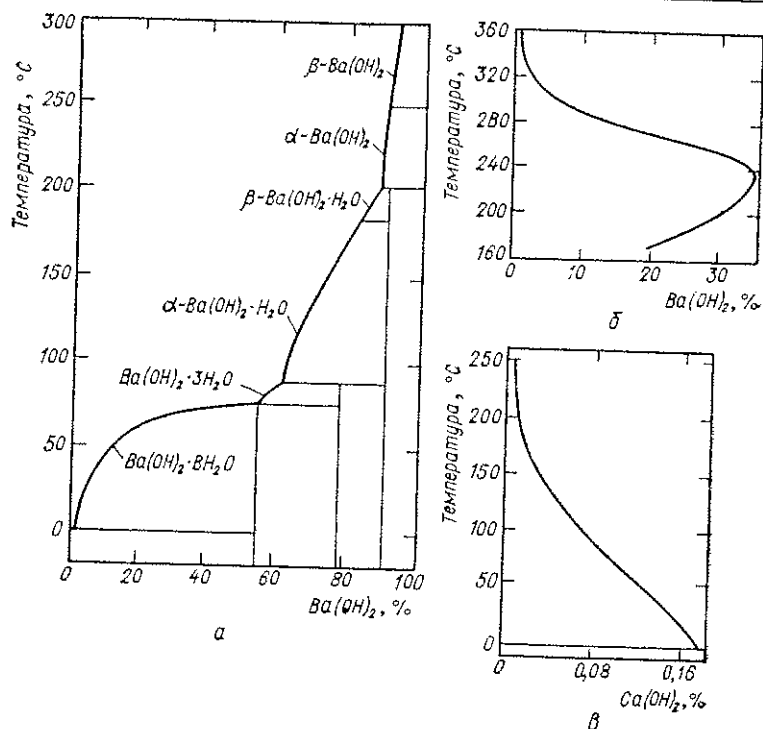 Температура, °C
300
250
200
150
100
50
0
β-Ba(OH)₂
α-Ba(OH)₂
β-Ba(OH)₂·H₂O
α-Ba(OH)₂·H₂O
Ba(OH)₂·3H₂O
Ba(OH)₂·BH₂O
0 20 40 60 80 100
Ba(OH)₂, %
а
Температура, °C
360
320
280
240
200
160
0 10 20 30
Ba(OH)₂, %
б
Температура, °C
250
200
150
100
50
0
0 0,08 0,16
Ca(OH)₂, %
в